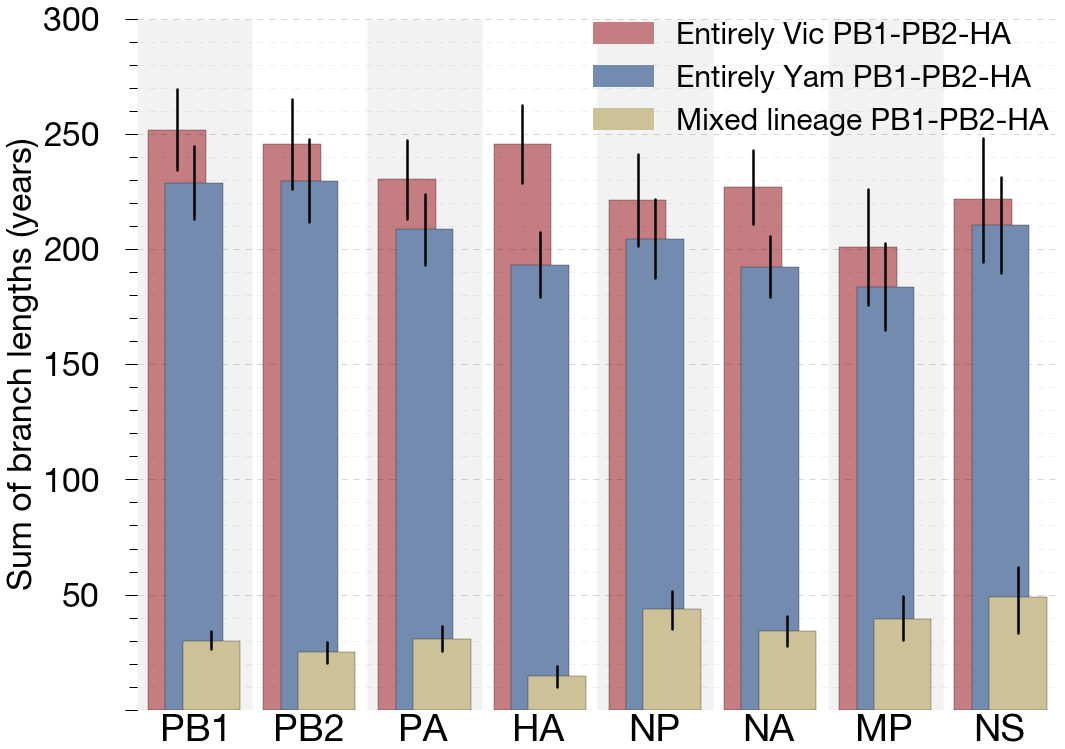 300
250
200
150
100
50
Sum of branch lengths (years)
Entirely Vic PB1-PB2-HA
Entirely Yam PB1-PB2-HA
Mixed lineage PB1-PB2-HA
PB1 PB2 PA HA NP NA MP NS